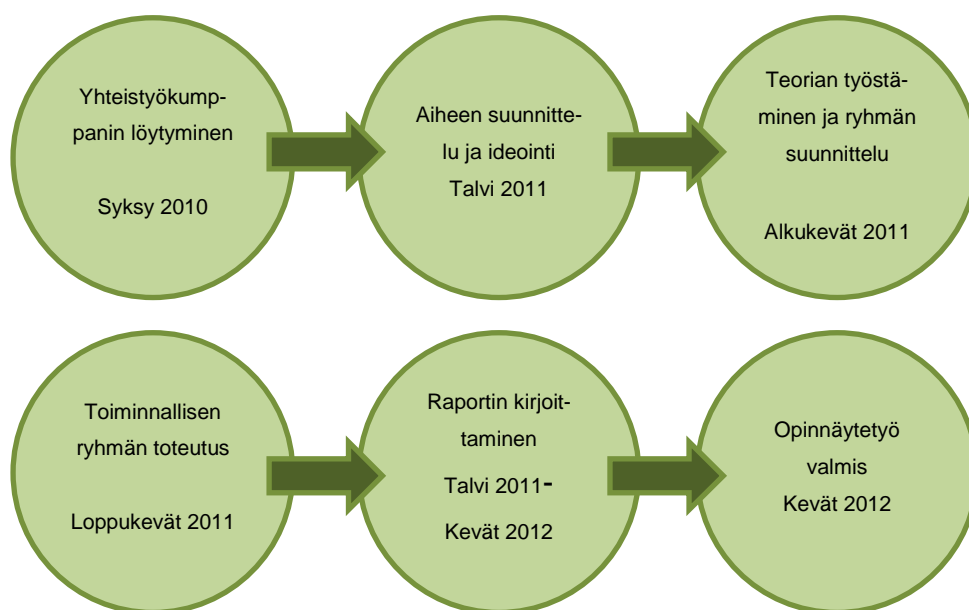 Yhteistyökump-
panin löytyminen
Syksy 2010
Aiheen suunnitte-
lu ja ideointi
Talvi 2011
Teorian työstä-
minen ja ryhmän
suunnittelu
Alkukevät 2011
Toiminnallisen
ryhmän toteutus
Loppukevät 2011
Raportin kirjoit-
taminen
Talvi 2011-
Kevät 2012
Opinnäytetyö
valmis
Kevät 2012